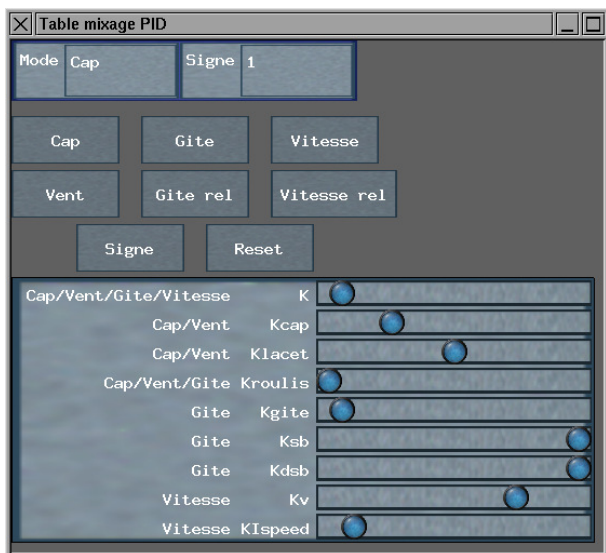 Table mixage PID
Mode Cap Signe 1
Cap Gite Vitesse
Vent Gite rel Vitesse rel
Signe Reset
Cap/Vent/Gite/Vitesse K
Cap/Vent Kcap
Cap/Vent Klacet
Cap/Vent/Gite Kroulis
Gite Kgite
Gite Ksb
Gite Kdsb
Vitesse Kv
Vitesse KIspeed